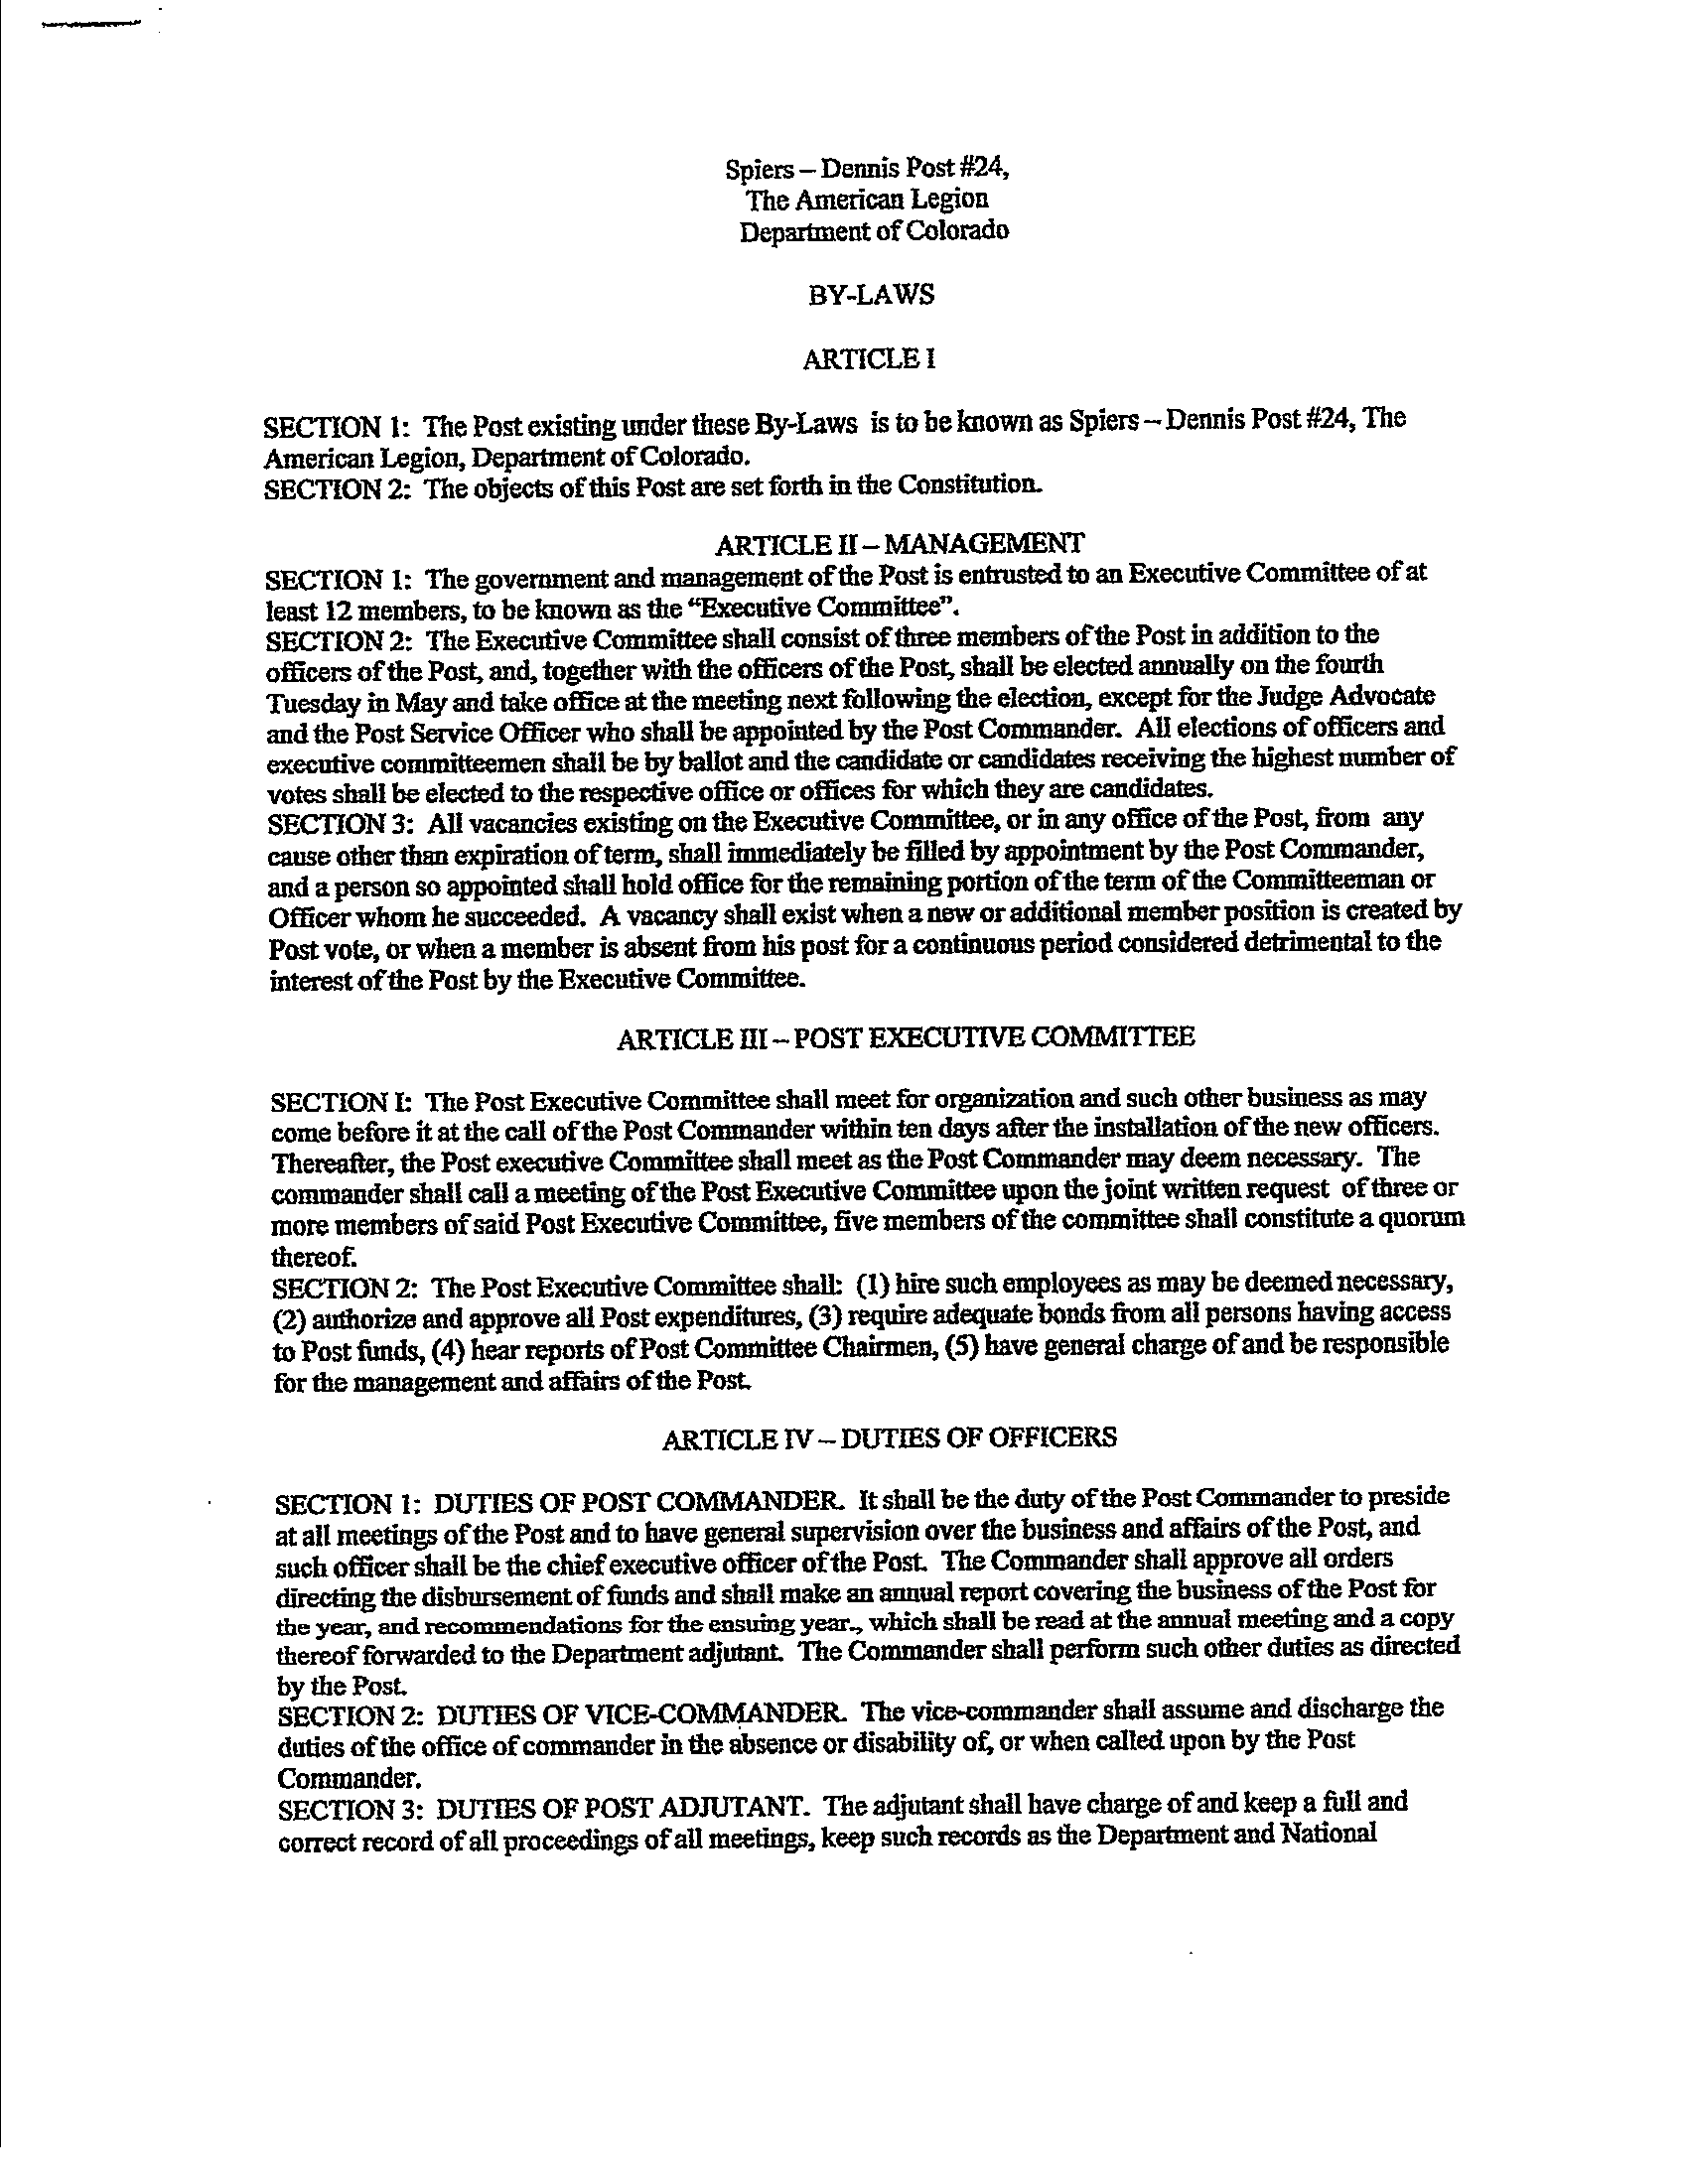 Spiers – Dennis Post #24,
The American Legion
Department of Colorado
BY-LAWS
ARTICLE I
SECTION 1: The Post existing under these By-Laws is to be known as Spiers – Dennis Post #24, The
American Legion, Department of Colorado.
SECTION 2: The objects of this Post are set forth in the Constitution.
ARTICLE II – MANAGEMENT
SECTION 1: The government and management of the Post is entrusted to an Executive Committee of at
least 12 members, to be known as the “Executive Committee”.
SECTION 2: The Executive Committee shall consist of three members of the Post in addition to the
officers of the Post, and, together with the officers of the Post, shall be elected annually on the fourth
Tuesday in May and take office at the meeting next following the election, except for the Judge Advocate
and the Post Service Officer who shall be appointed by the Post Commander. All elections of officers and
executive committeemen shall be by ballot and the candidate or candidates receiving the highest number of
votes shall be elected to the respective office or offices for which they are candidates.
SECTION 3: All vacancies existing on the Executive Committee, or in any office of the Post, from any
cause other than expiration of term, shall immediately be filled by appointment by the Post Commander,
and a person so appointed shall hold office for the remaining portion of the term of the Committeeman or
Officer whom he succeeded. A vacancy shall exist when a new or additional member position is created by
Post vote, or when a member is absent from his post for a continuous period considered detrimental to the
interest of the Post by the Executive Committee.
ARTICLE III – POST EXECUTIVE COMMITTEE
SECTION I: The Post Executive Committee shall meet for organization and such other business as may
come before it at the call of the Post Commander within ten days after the installation of the new officers.
Thereafter, the Post executive Committee shall meet as the Post Commander may deem necessary. The
commander shall call a meeting of the Post Executive Committee upon the joint written request of three or
more members of said Post Executive Committee, five members of the committee shall constitute a quorum
thereof.
SECTION 2: The Post Executive Committee shall: (1) hire such employees as may be deemed necessary,
(2) authorize and approve all Post expenditures, (3) require adequate bonds from all persons having access
to Post funds, (4) hear reports of Post Committee Chairmen, (5) have general charge of and be responsible
for the management and affairs of the Post.
ARTICLE IV – DUTIES OF OFFICERS
SECTION 1: DUTIES OF POST COMMANDER. It shall be the duty of the Post Commander to preside
at all meetings of the Post and to have general supervision over the business and affairs of the Post, and
such officer shall be the chief executive officer of the Post. The Commander shall approve all orders
directing the disbursement of funds and shall make an annual report covering the business of the Post for
the year, and recommendations for the ensuing year., which shall be read at the annual meeting and a copy
thereof forwarded to the Department adjutant. The Commander shall perform such other duties as directed
by the Post.
SECTION 2: DUTIES OF VICE-COMMANDER. The vice-commander shall assume and discharge the
duties of the office of commander in the absence or disability of, or when called upon by the Post
Commander.
SECTION 3: DUTIES OF POST ADJUTANT. The adjutant shall have charge of and keep a full and
correct record of all proceedings of all meetings, keep such records as the Department and National